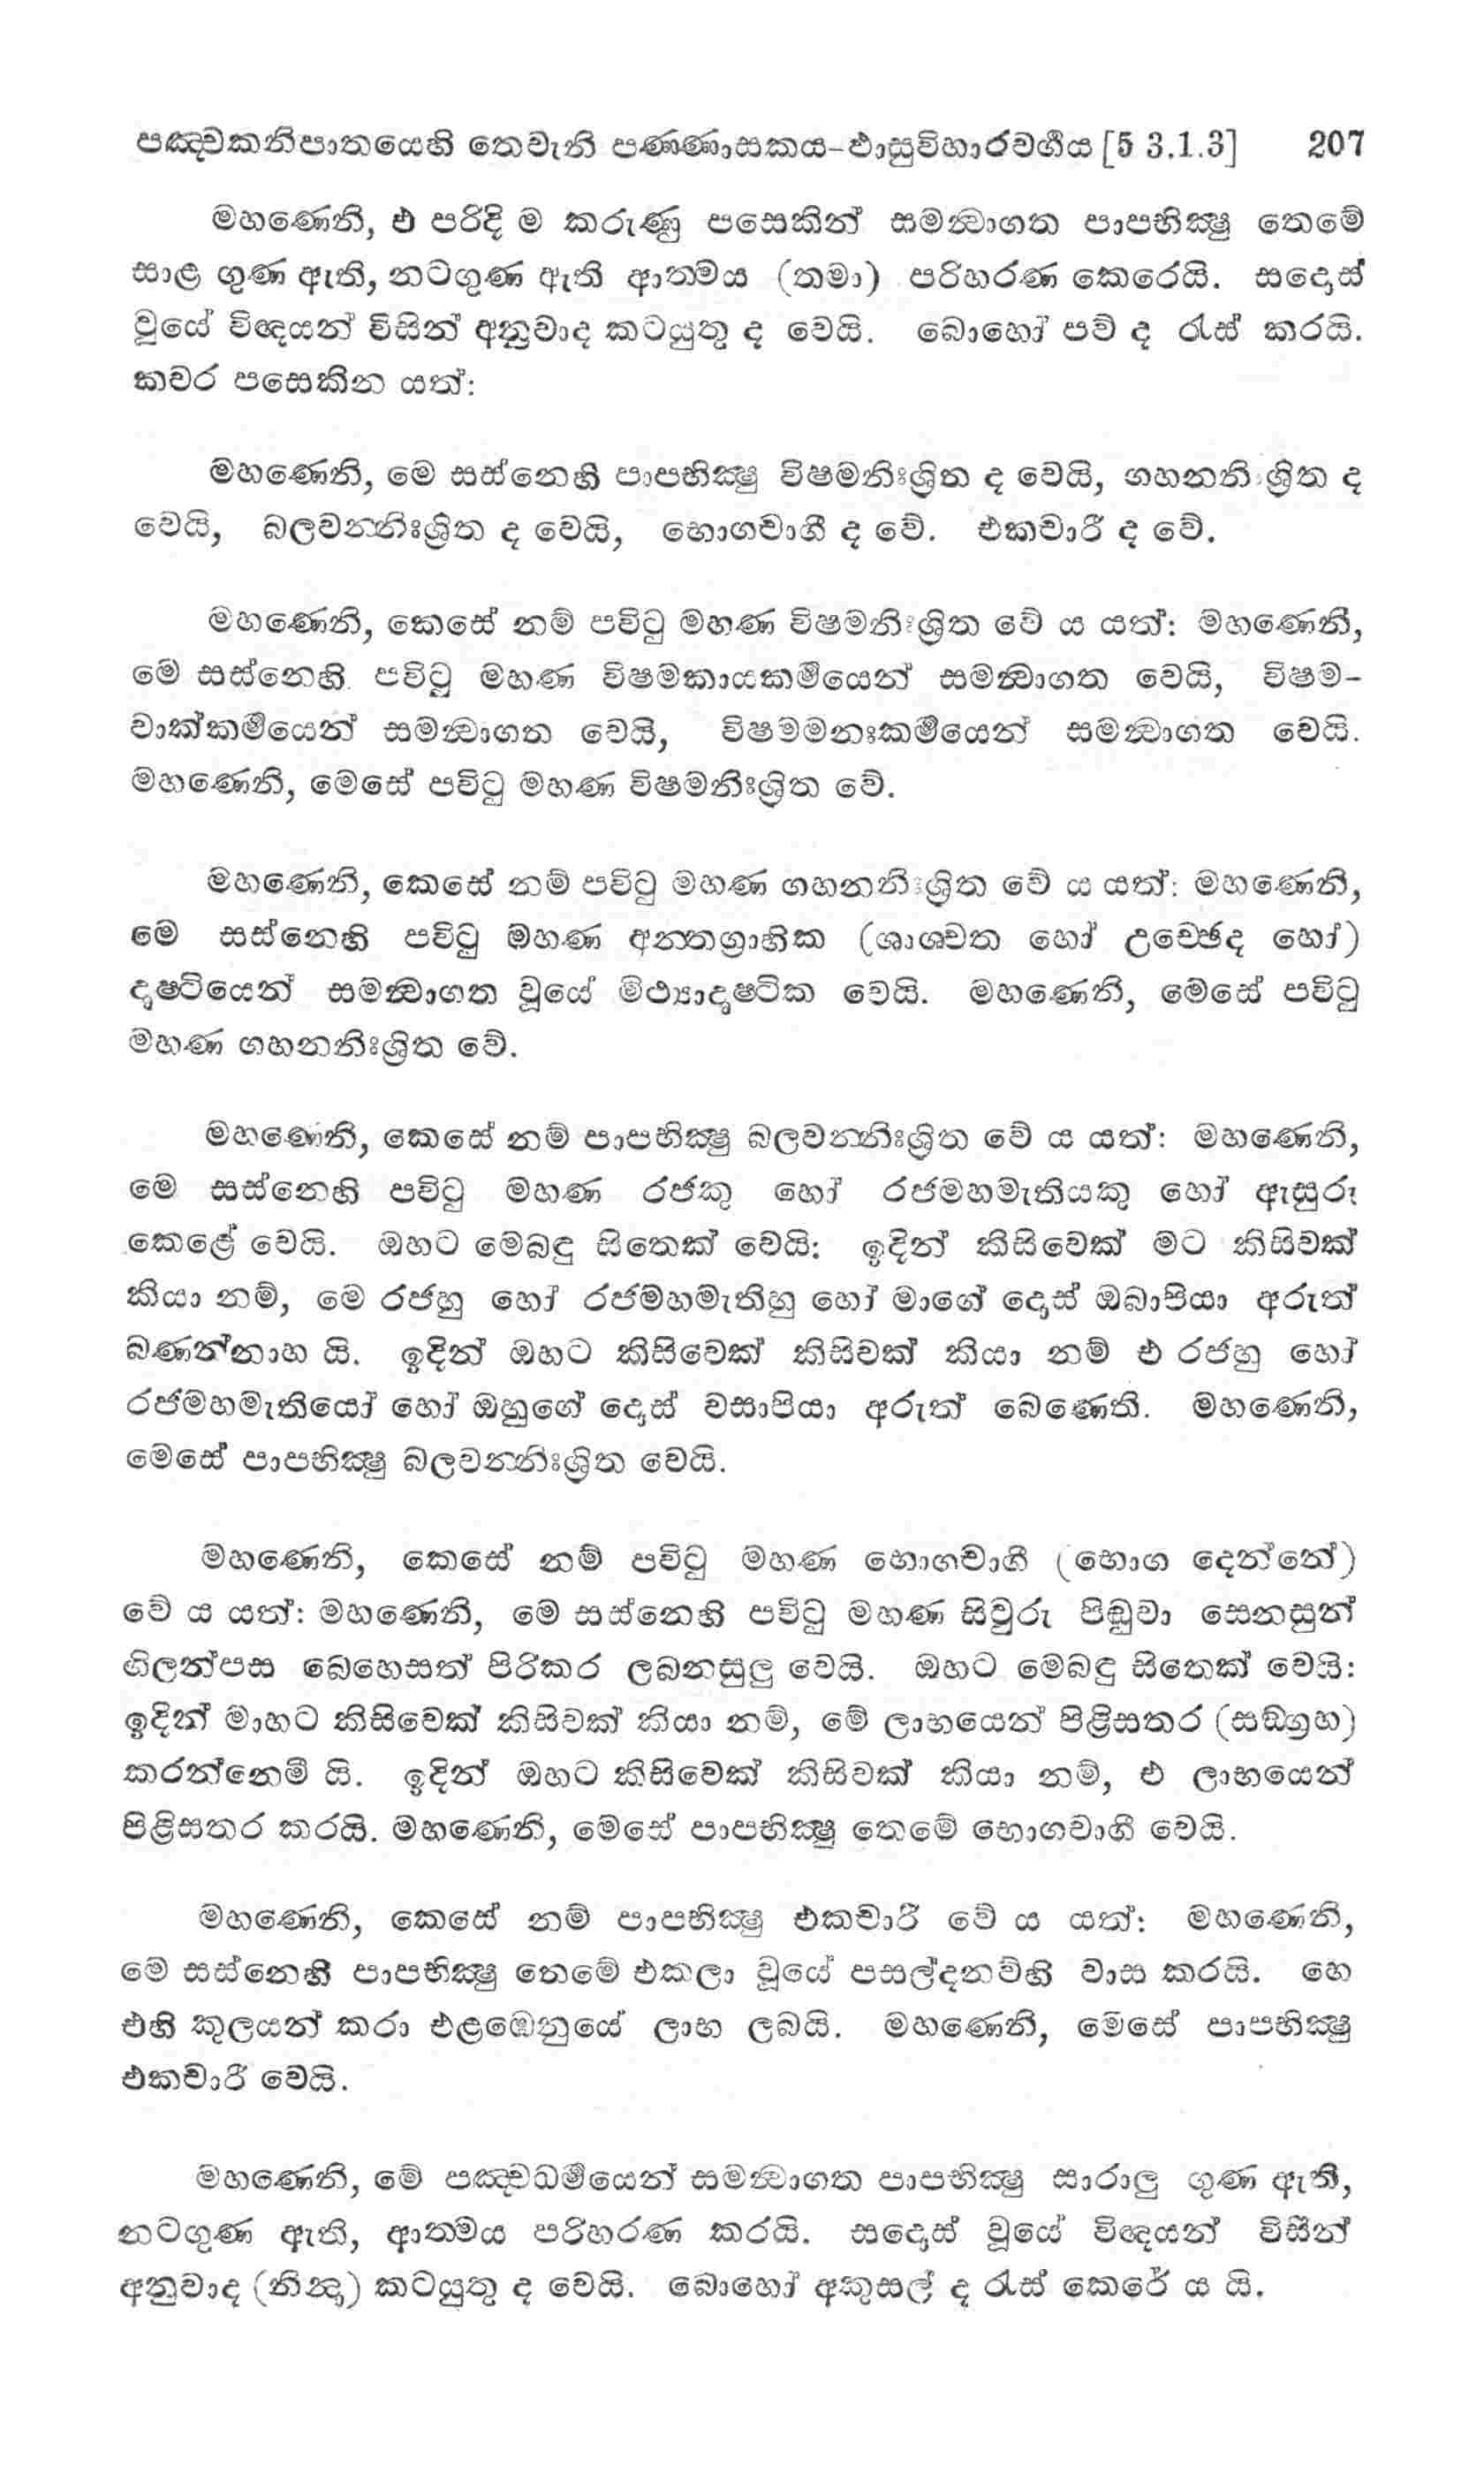 පඤ්චකනිපාතයෙහි තෙවැනි පණ්ණාසකය-ඵාසුවිහාරවර්ගය [5 3.1.3] 207
මහණෙනි, එ පරිදි ම කරුණු පසෙකින් සමන්වාගත පාපභික්‍ෂු තෙමේ
සාළ ගුණ ඇති, නටගුණ ඇති ආත්මය (තමා) පරිහරණ කෙරෙයි. සදොස්
වූයේ විඥයන් විසින් අනුවාද කටයුතු ද වෙයි. බොහෝ පව් ද රැස් කරයි.
කවර පසෙකින යත්:
මහණෙනි, මෙ සස්නෙහි පාපභික්‍ෂු විෂමනිඃශ්‍රිත ද වෙයි, ගහනනිඃශ්‍රිත ද
වෙයි, බලවන්නිඃශ්‍රිත ද වෙයි, භොගචාගී ද වේ. එකචාරී ද වේ.
මහණෙනි, කෙසේ නම් පවිටු මහණ විෂමනිඃශ්‍රිත වේ ය යත්: මහණෙනි,
මෙ සස්නෙහි පවිටු මහණ විෂමකායකර්මයෙන් සමන්වාගත වෙයි, විෂම-
වාක්කර්මයෙන් සමන්වාගත වෙයි, විෂමමනඃකර්මයෙන් සමන්වාගත වෙයි.
මහණෙනි, මෙසේ පවිටු මහණ විෂමනිඃශ්‍රිත වේ.
මහණෙනි, කෙසේ නම් පවිටු මහණ ගහනනිඃශ්‍රිත වේ ය යත්: මහණෙනි,
මෙ සස්නෙහි පවිටු මහණ අන්තග්‍රාහික (ශාශ්වත හෝ උච්ඡේද හෝ)
දෘෂ්ටියෙන් සමන්වාගත වූයේ මිථ්‍යාදෘෂ්ටික වෙයි. මහණෙනි, මෙසේ පවිටු
මහණ ගහනනිඃශ්‍රිත වේ.
මහණෙනි, කෙසේ නම් පාපභික්‍ෂු බලවන්නිඃශ්‍රිත වේ ය යත්: මහණෙනි,
මෙ සස්නෙහි පවිටු මහණ රජකු හෝ රජමහමැතියකු හෝ ඇසුරූ
කෙළේ වෙයි. ඔහට මෙබඳු සිතෙක් වෙයි: ඉදින් කිසිවෙක් මට කිසිවක්
කියා නම්, මෙ රජහු හෝ රජමහමැතිහු හෝ මාගේ දොස් ඔබාපියා අරුත්
බණන්නාහ යි. ඉදින් ඔහට කිසිවෙක් කිසිවක් කියා නම් එ රජහු හෝ
රජමහමැතියෝ හෝ ඔහුගේ දොස් වසාපියා අරුත් බෙණෙති. මහණෙනි,
මෙසේ පාපභික්‍ෂු බලවන්නිඃශ්‍රිත වෙයි.
මහණෙනි, කෙසේ නම් පවිටු මහණ භොගචාගී (භොග දෙන්නේ)
වේ ය යත්: මහණෙනි, මෙ සස්නෙහි පවිටු මහණ සිවුරු පිඬුවා සෙනසුන්
ගිලන්පස බෙහෙසත් පිරිකර ලබනසුලු වෙයි. ඔහට මෙබඳු සිතෙක් වෙයි:
ඉදින් මාහට කිසිවෙක් කිසිවක් කියා නම්, මේ ලාභයෙන් පිළිසතර (සඞ්ග්‍රහ)
කරන්නෙමි යි. ඉදින් ඔහට කිසිවෙක් කිසිවක් කියා නම්, එ ලාභයෙන්
පිළිසතර කරයි. මහණෙනි, මෙසේ පාපභික්‍ෂු තෙමේ භොගචාගී වෙයි.
මහණෙනි, කෙසේ නම් පාපභික්‍ෂු එකචාරී වේ ය යත්: මහණෙනි,
මේ සස්නෙහි පාපභික්‍ෂු තෙමේ එකලා වූයේ පසල්දනව්හි වාස කරයි. හෙ
එහි කුලයන් කරා එළඹෙනුයේ ලාභ ලබයි. මහණෙනි, මෙසේ පාපභික්‍ෂු
එකචාරී වෙයි.
මහණෙනි, මේ පඤ්චධර්මයෙන් සමන්වාගත පාපභික්‍ෂු සාරාලු ගුණ ඇති,
නටගුණ ඇති, ආත්මය පරිහරණ කරයි. සදොස් වූයේ විඥයන් විසින්
අනුවාද (නින්දා) කටයුතු ද වෙයි. බොහෝ අකුසල් ද රැස් කෙරේ ය යි.